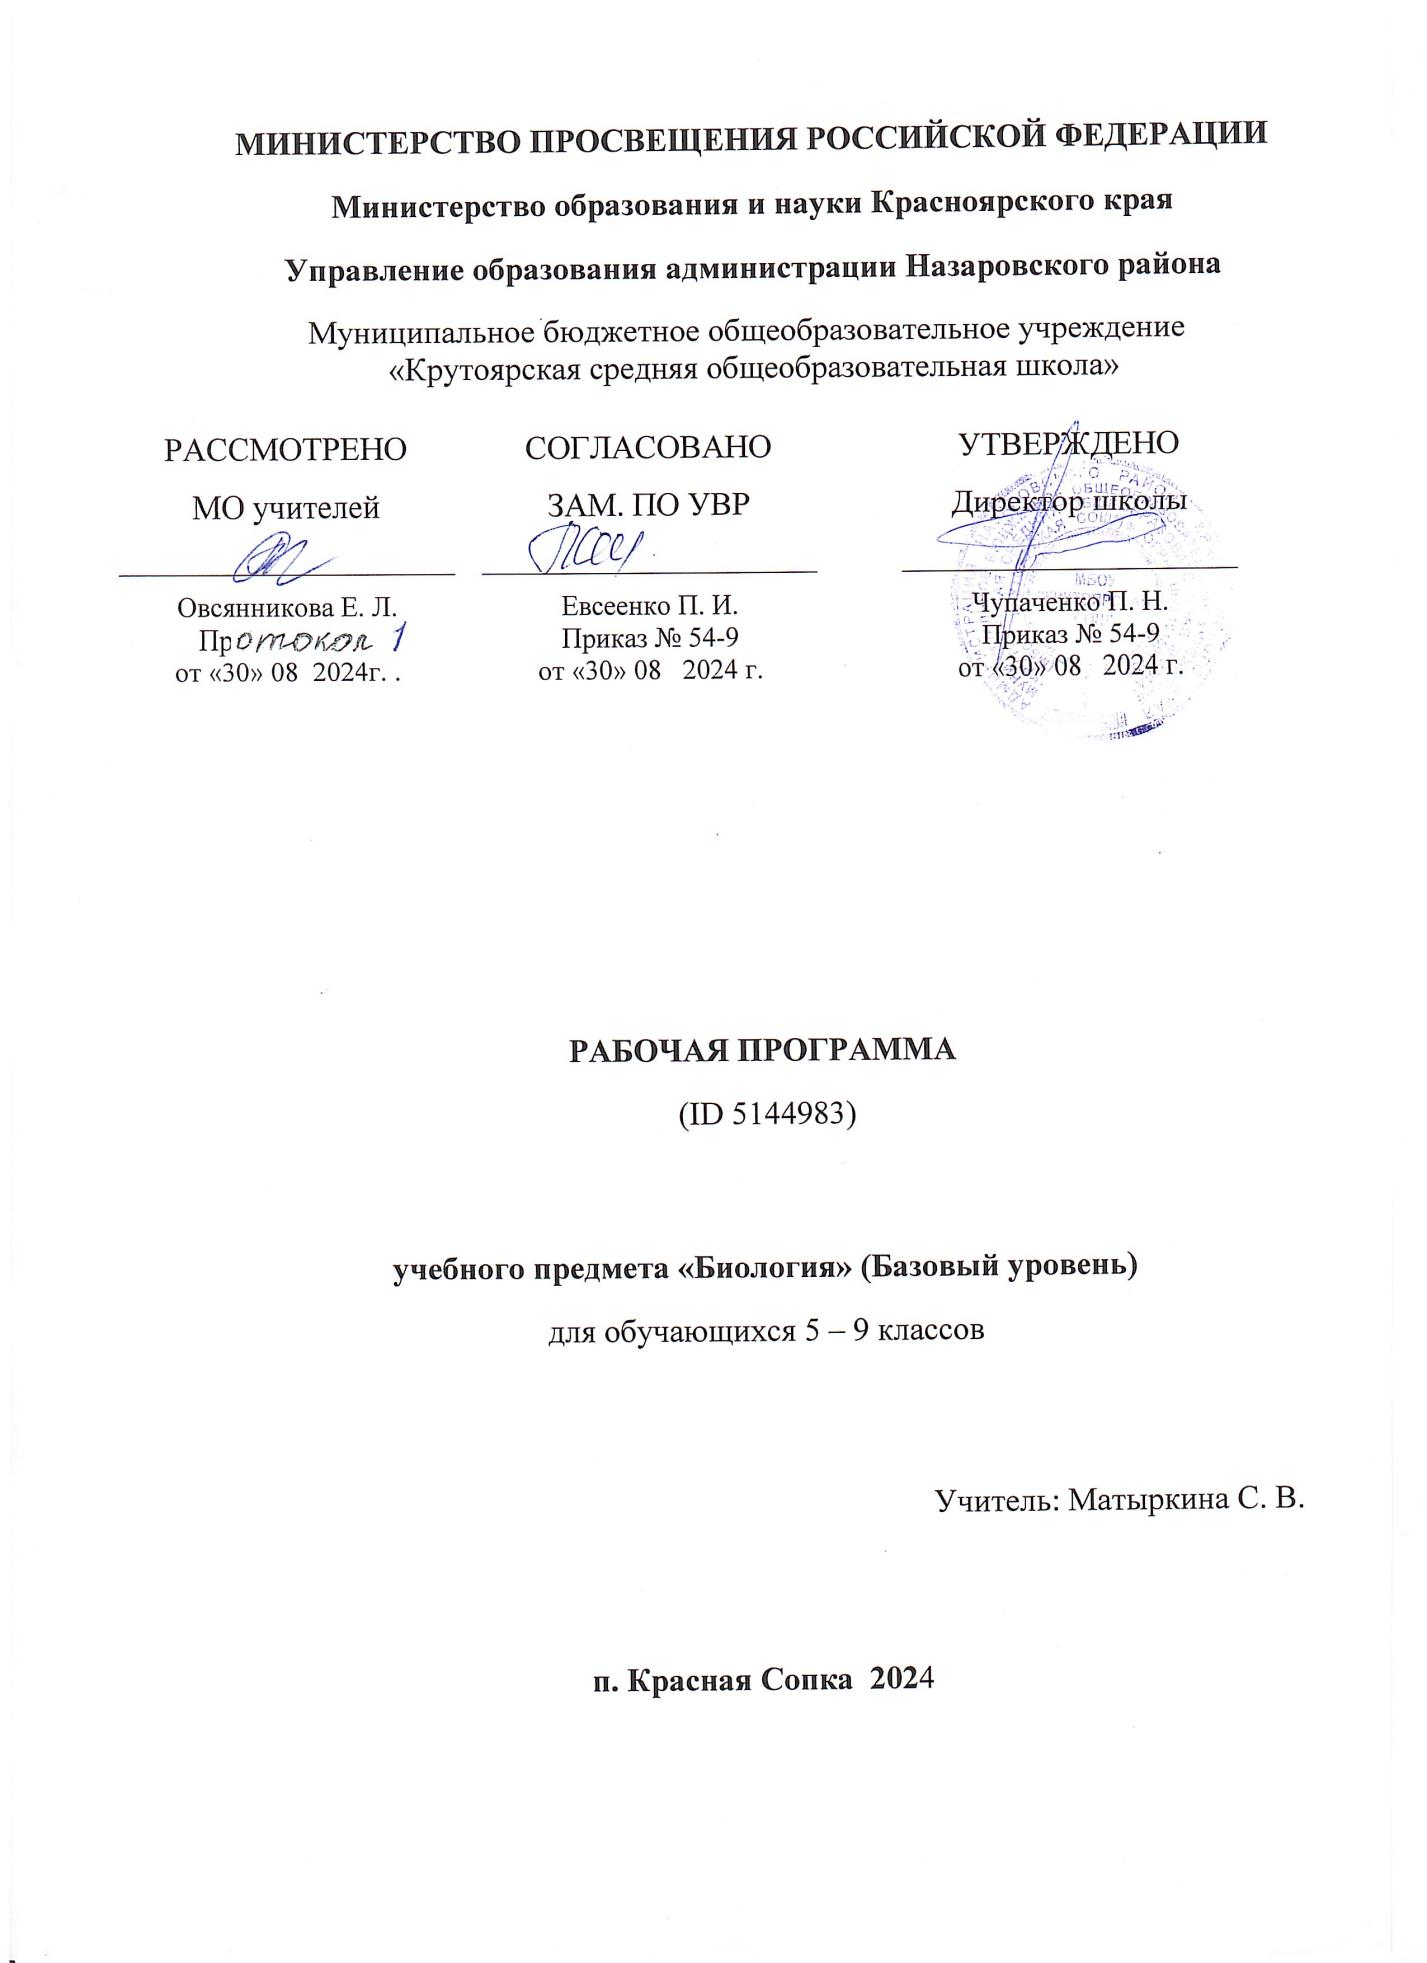 МИНИСТЕРСТВО ПРОСВЕЩЕНИЯ РОССИЙСКОЙ ФЕДЕРАЦИИ
Министерство образования и науки Красноярского края
Управление образования администрации Назаровского района
Муниципальное бюджетное общеобразовательное учреждение
«Крутоярская средняя общеобразовательная школа»
РАССМОТРЕНО
МО учителей
Овсянникова Е. Л.
Протокол 1
от «30» 08 2024г. .
СОГЛАСОВАНО
ЗАМ. ПО УВР
Евсеенко П. И.
Приказ № 54-9
от «30» 08 2024 г.
УТВЕРЖДЕНО
Директор школы
Чупаченко П. Н.
Приказ № 54-9
от «30» 08 2024 г.
МБОУ
РАБОЧАЯ ПРОГРАММА
(ID 5144983)
учебного предмета «Биология» (Базовый уровень)
для обучающихся 5 – 9 классов
Учитель: Матыркина С. В.
п. Красная Сопка 2024